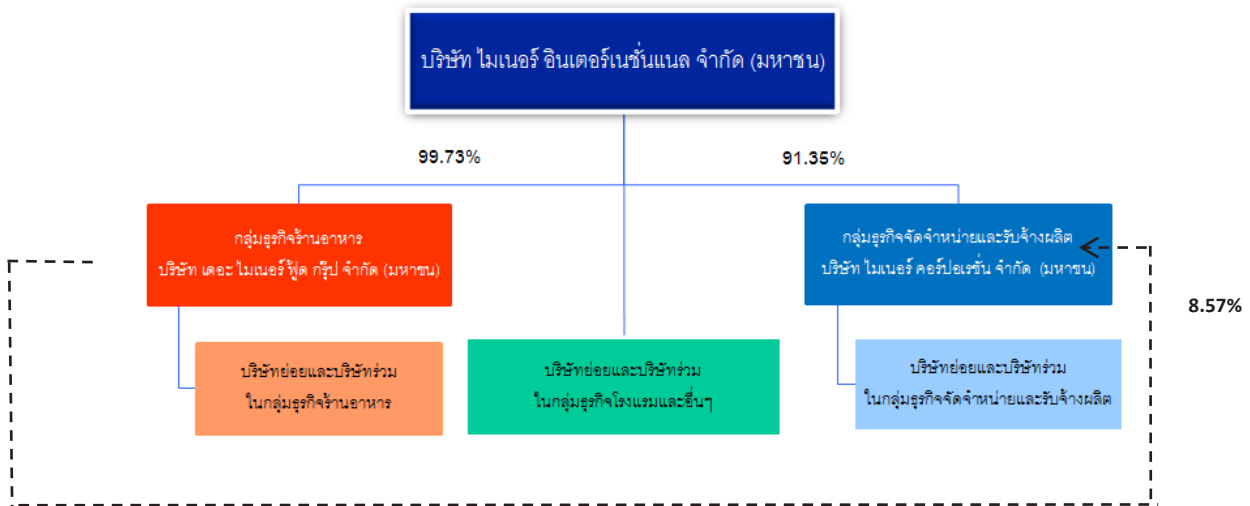 บริษัท ไมเนอร์ อินเตอร์เนชั่นแนล จำกัด (มหาชน)
99.73%
91.35%
กลุ่มธุรกิจร้านอาหาร
บริษัท เดอะ ไมเนอร์ ฟู้ด กรุ๊ป จำกัด (มหาชน)
กลุ่มธุรกิจจัดจำหน่ายและรับจ้างผลิต
บริษัท ไมเนอร์ คอร์ปอเรชั่น จำกัด (มหาชน)
8.57%
บริษัทย่อยและบริษัทร่วม
ในกลุ่มธุรกิจร้านอาหาร
บริษัทย่อยและบริษัทร่วม
ในกลุ่มธุรกิจโรงแรมและอื่นๆ
บริษัทย่อยและบริษัทร่วม
ในกลุ่มธุรกิจจัดจำหน่ายและรับจ้างผลิต